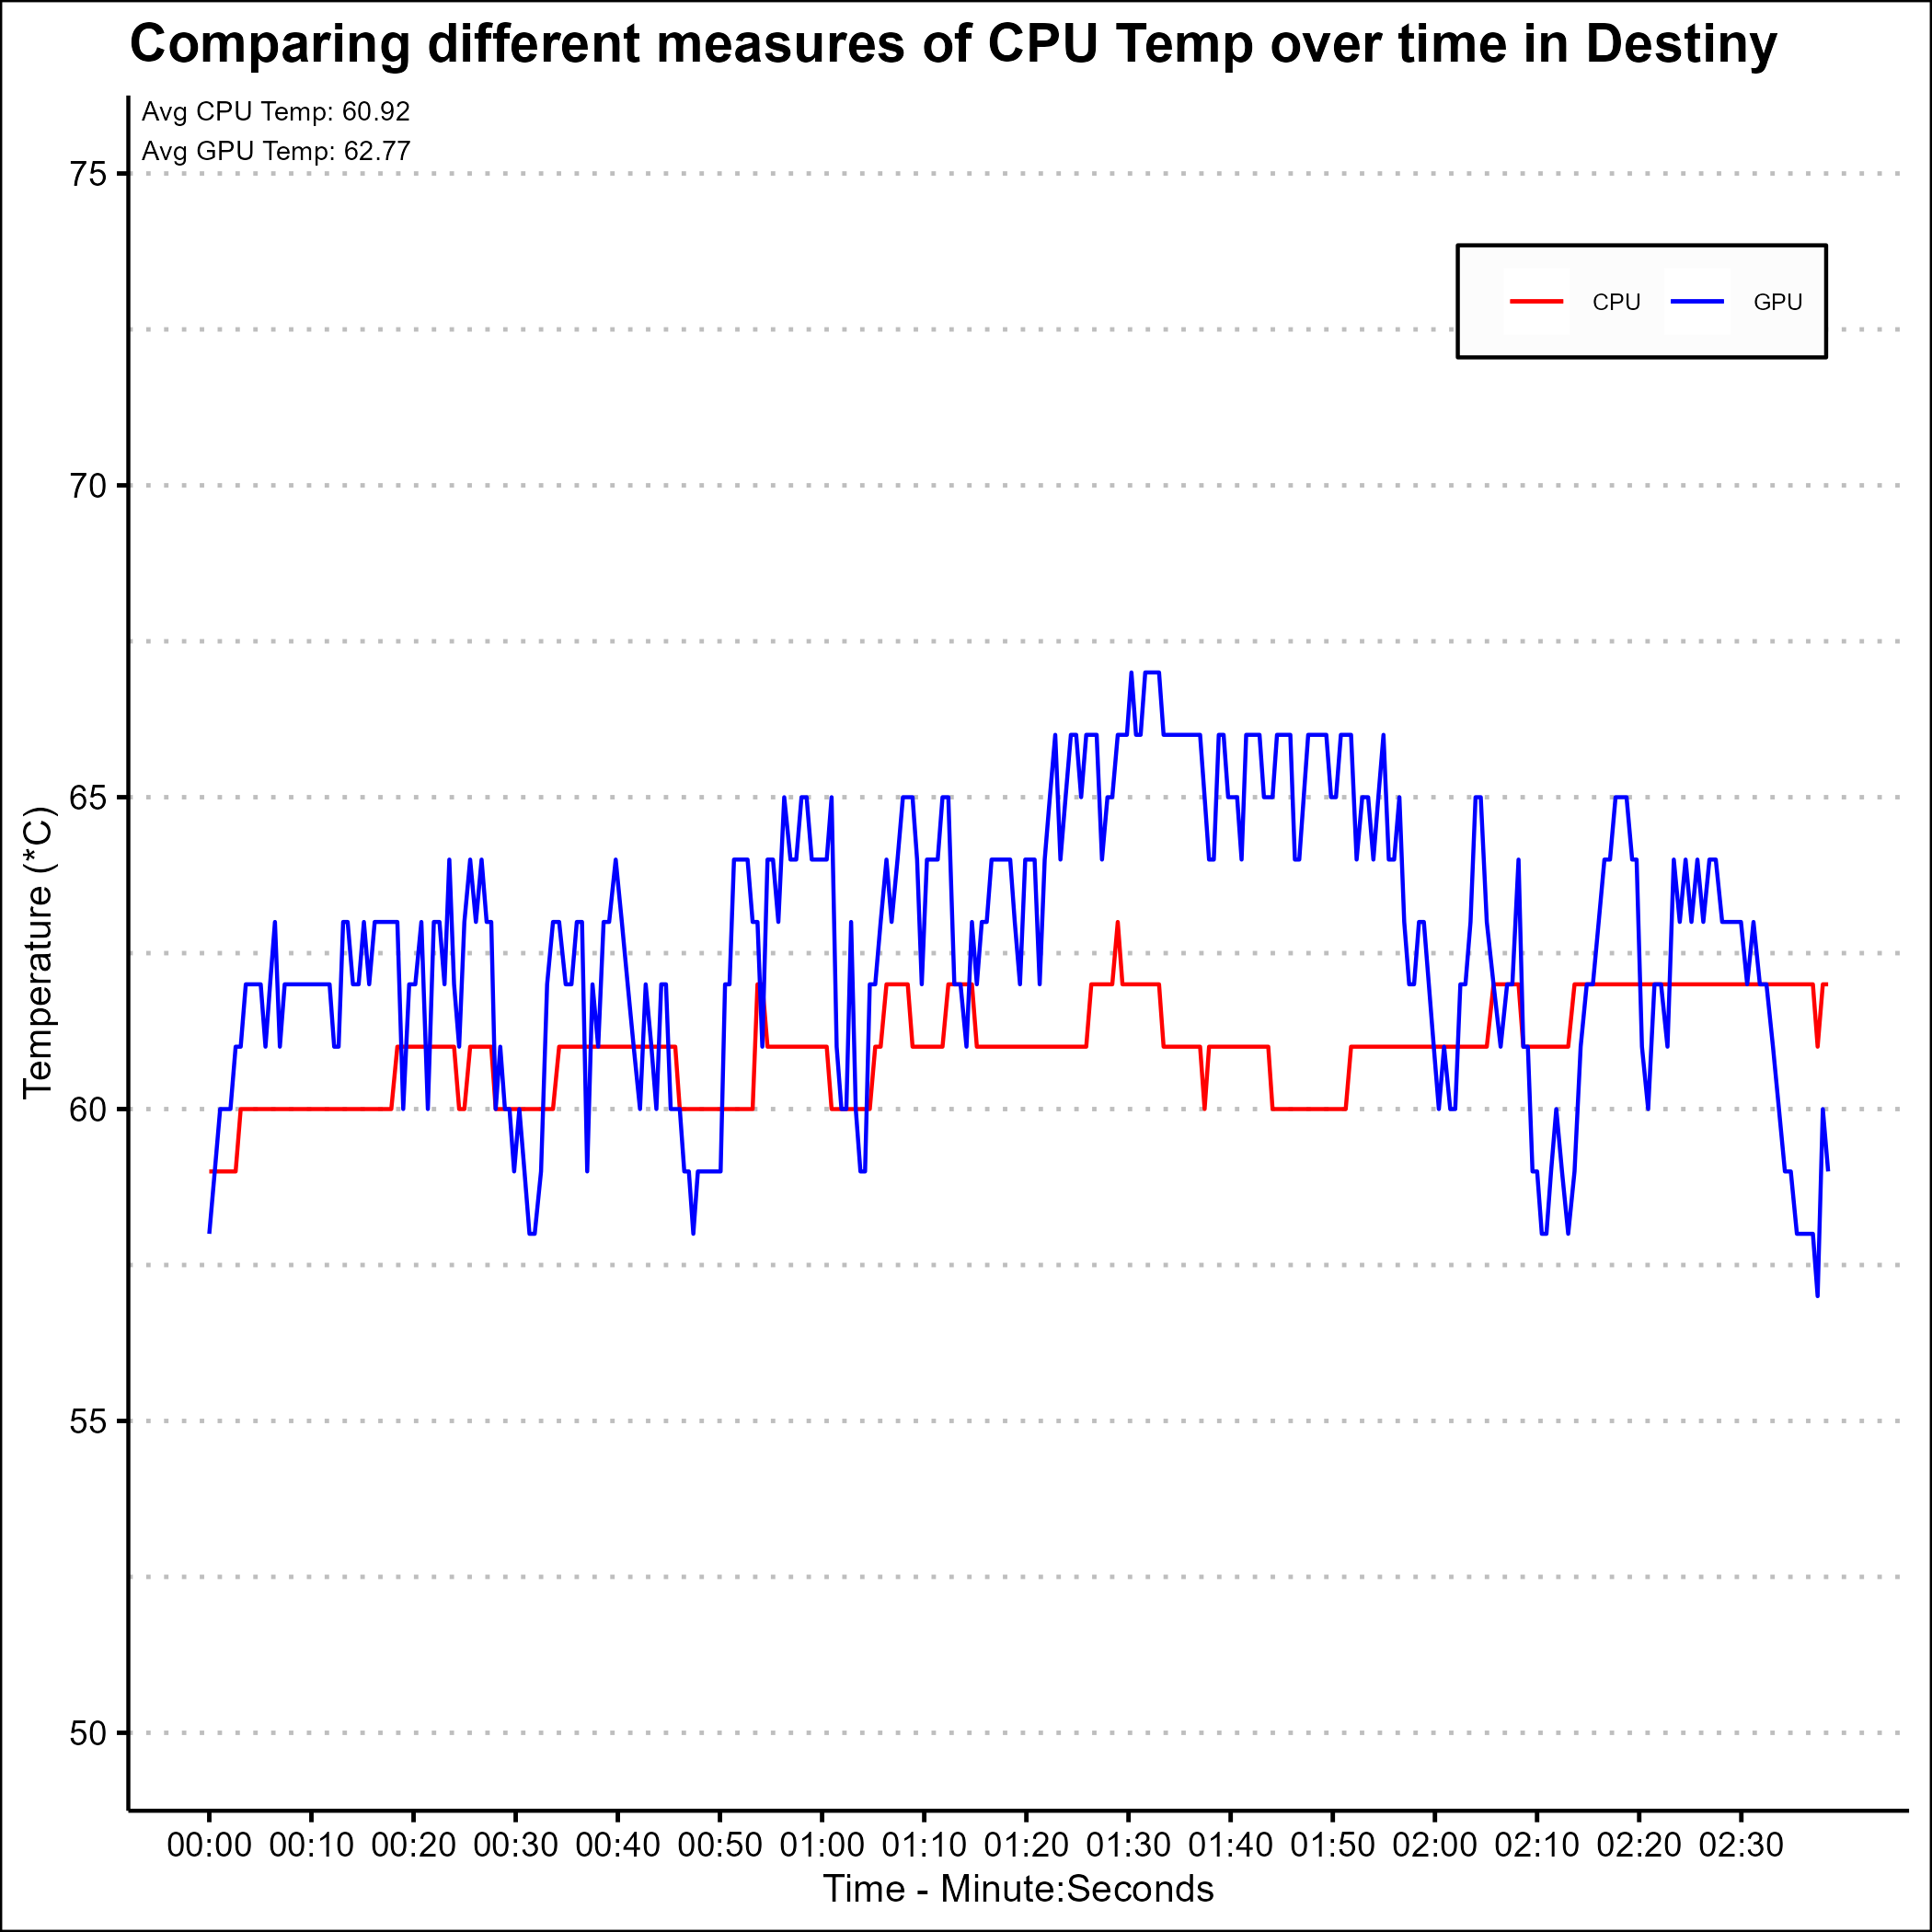 Comparing different measures of CPU Temp over time in Destiny
Avg CPU Temp: 60.92
Avg GPU Temp: 62.77
CPU GPU
75
70
65
60
55
50
Temperature (*C)
00:00 00:10 00:20 00:30 00:40 00:50 01:00 01:10 01:20 01:30 01:40 01:50 02:00 02:10 02:20 02:30
Time - Minute:Seconds